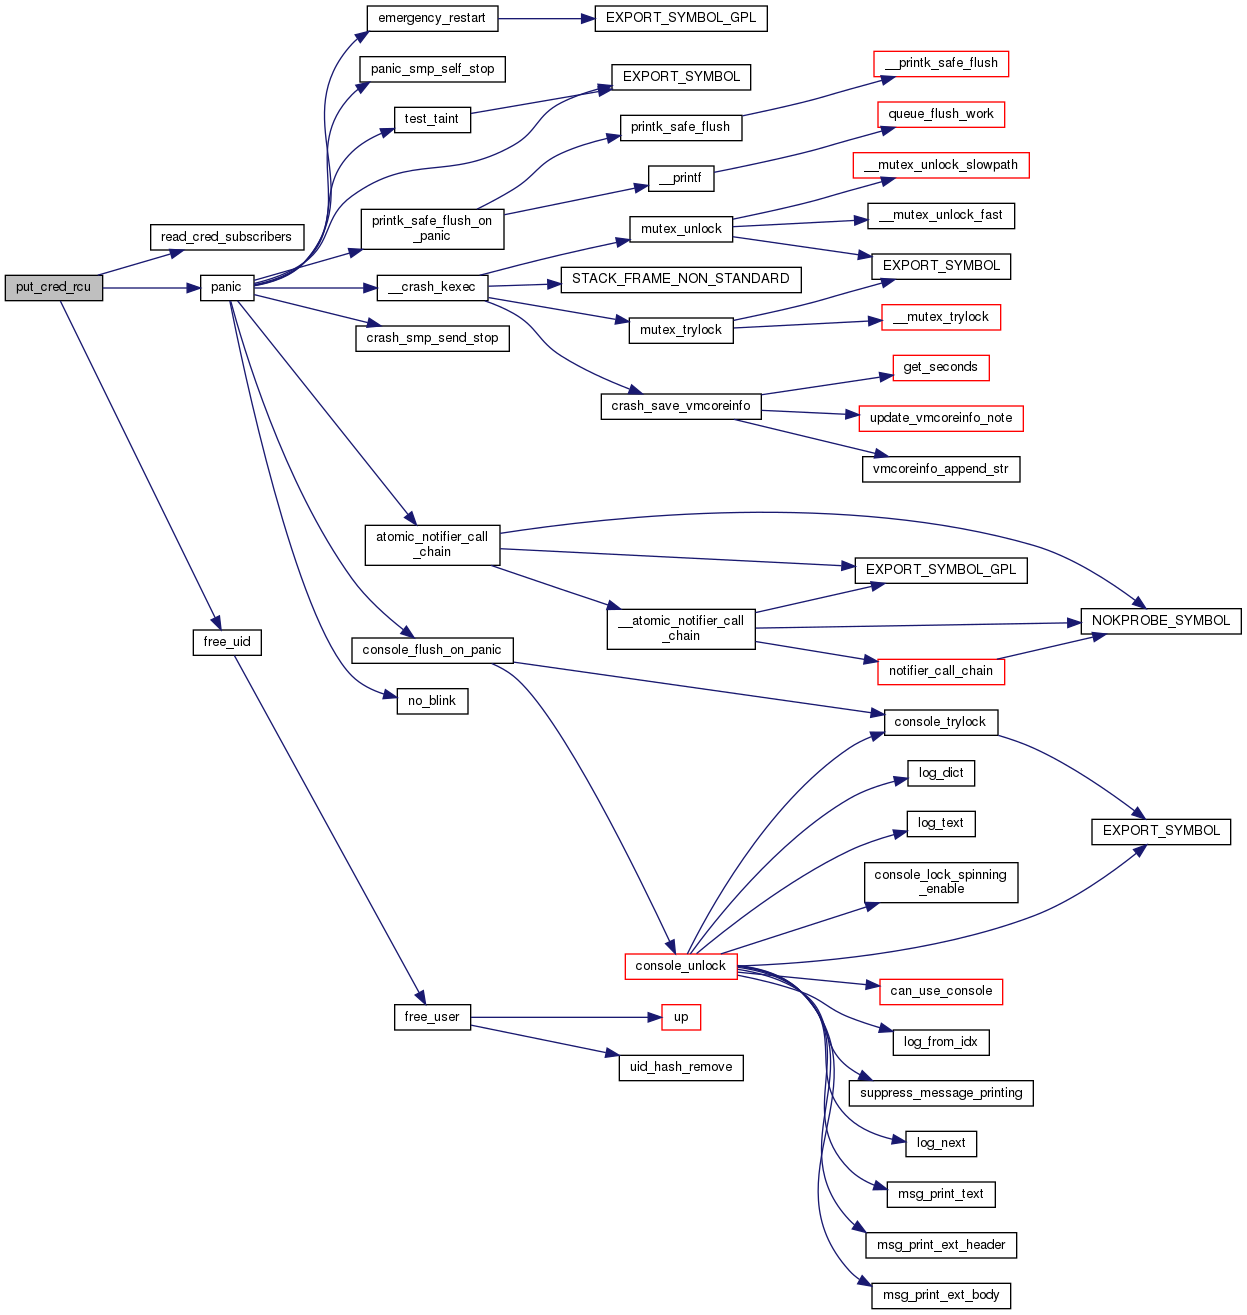 emergency_restart
EXPORT_SYMBOL_GPL
panic_smp_self_stop
__printk_safe_flush
EXPORT_SYMBOL
queue_flush_work
test_taint
printk_safe_flush
__mutex_unlock_slowpath
__printf
__mutex_unlock_fast
printk_safe_flush_on
_panic
mutex_unlock
read_cred_subscribers
EXPORT_SYMBOL
STACK_FRAME_NON_STANDARD
put_cred_rcu
panic
__crash_kexec
__mutex_trylock
mutex_trylock
crash_smp_send_stop
get_seconds
crash_save_vmcoreinfo
update_vmcoreinfo_note
vmcoreinfo_append_str
atomic_notifier_call
_chain
EXPORT_SYMBOL_GPL
__atomic_notifier_call
_chain
NOKPROBE_SYMBOL
free_uid
console_flush_on_panic
notifier_call_chain
no_blink
console_trylock
log_dict
log_text
EXPORT_SYMBOL
console_lock_spinning
_enable
console_unlock
can_use_console
free_user
up
log_from_idx
uid_hash_remove
suppress_message_printing
log_next
msg_print_text
msg_print_ext_header
msg_print_ext_body